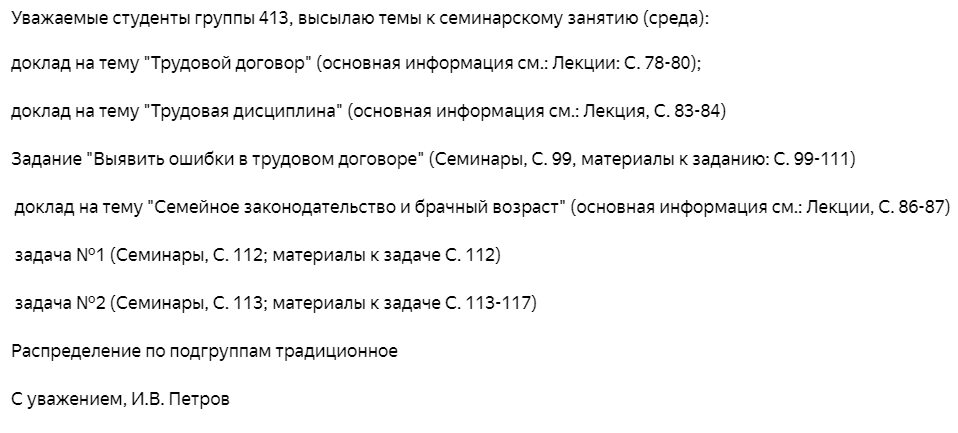 Уважаемые студенты группы 413, высылаю темы к семинарскому занятию (среда):
доклад на тему "Трудовой договор" (основная информация см.: Лекции: С. 78-80);
доклад на тему "Трудовая дисциплина" (основная информация см.: Лекция, С. 83-84)
Задание "Выявить ошибки в трудовом договоре" (Семинары, С. 99, материалы к заданию: С. 99-111)
доклад на тему "Семейное законодательство и брачный возраст" (основная информация см.: Лекции, С. 86-87)
задача №1 (Семинары, С. 112; материалы к задаче С. 112)
задача №2 (Семинары, С. 113; материалы к задаче С. 113-117)
Распределение по подгруппам традиционное
С уважением, И.В. Петров